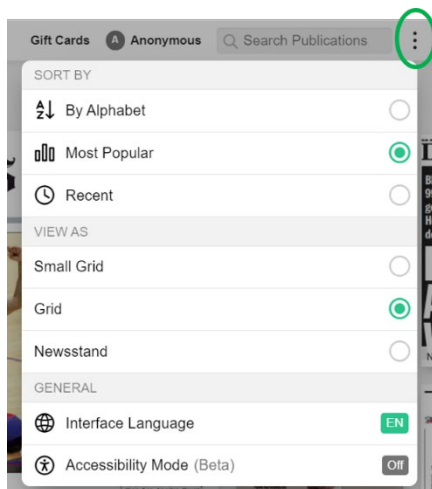 Gift Cards A Anonymous Search Publications
SORT BY
By Alphabet
Most Popular
Recent
VIEW AS
Small Grid
Grid
Newsstand
GENERAL
Interface Language EN
Accessibility Mode (Beta) Off